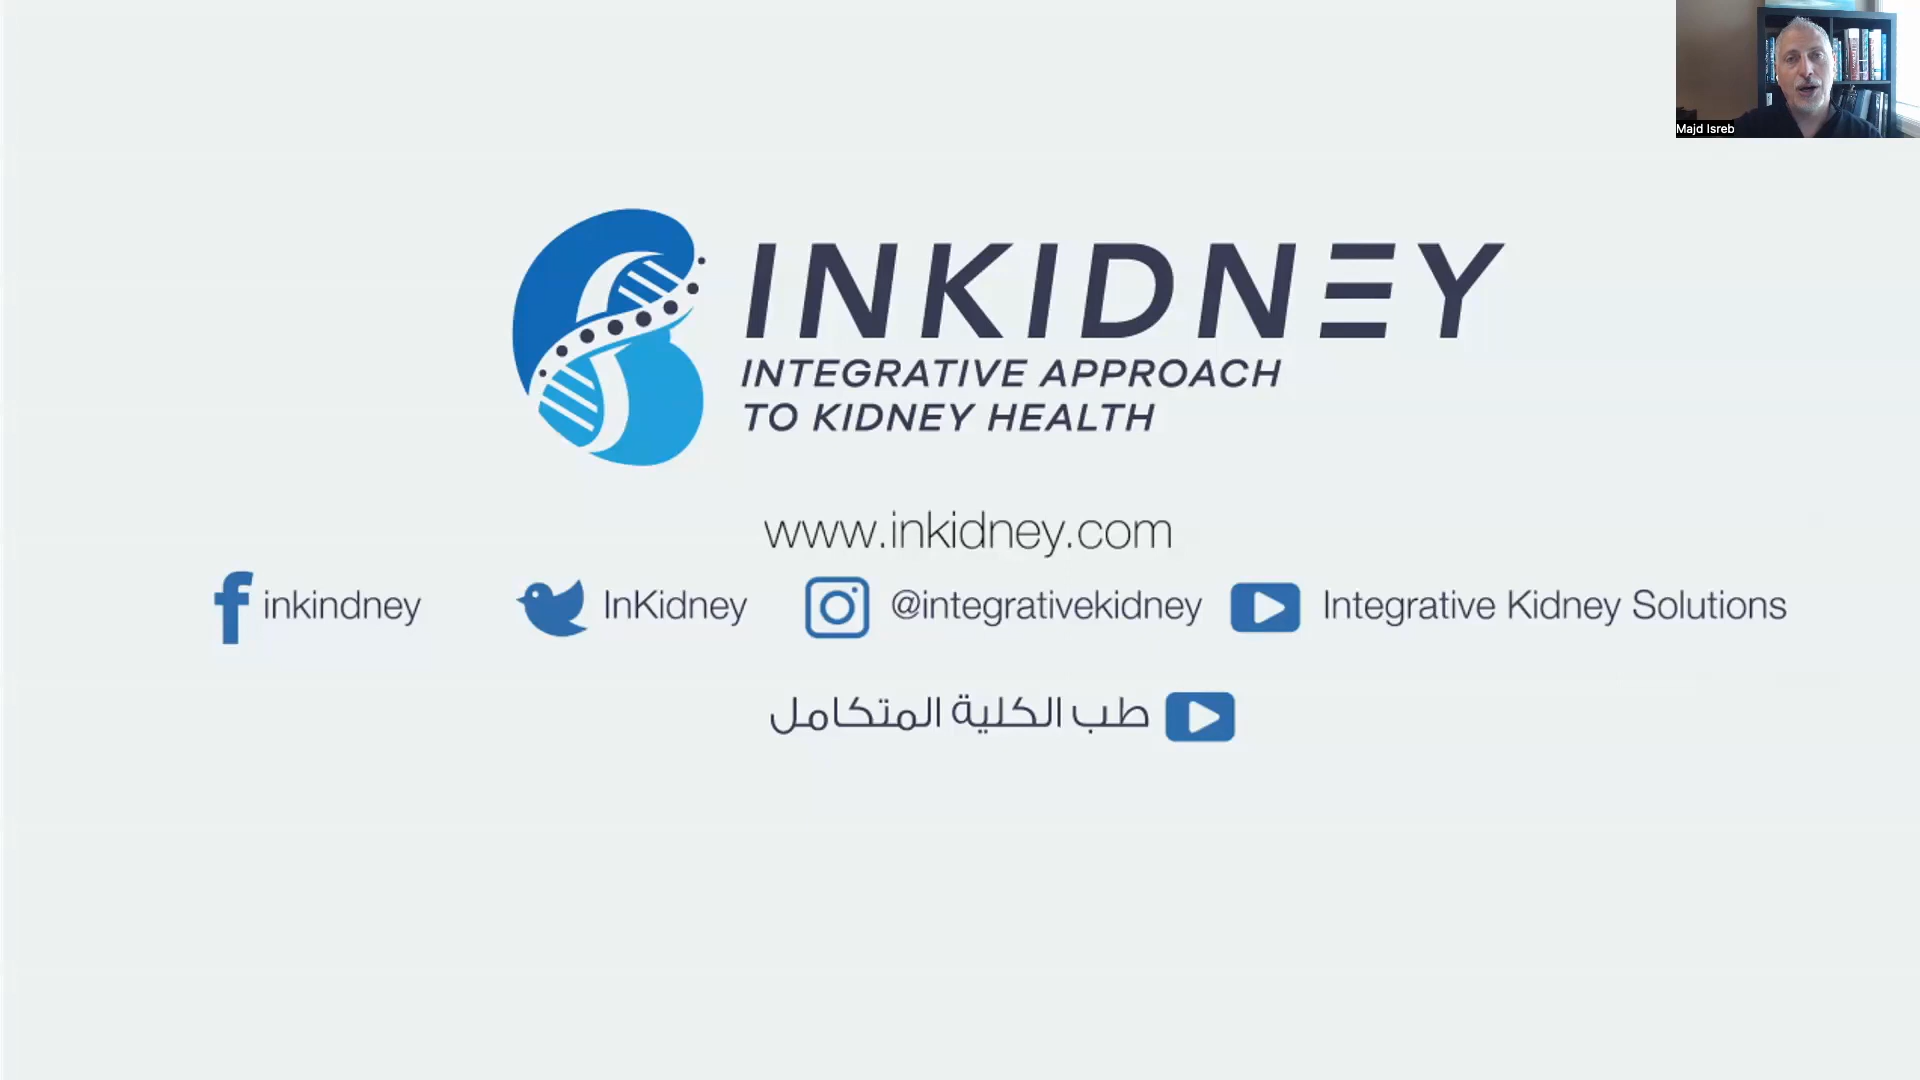 Majd Isreb
INKIDNEY
INTEGRATIVE APPROACH
TO KIDNEY HEALTH
www.inkidney.com
inkindney
InKidney
@integrativekidney
Integrative Kidney Solutions
طب الكلية المتكامل